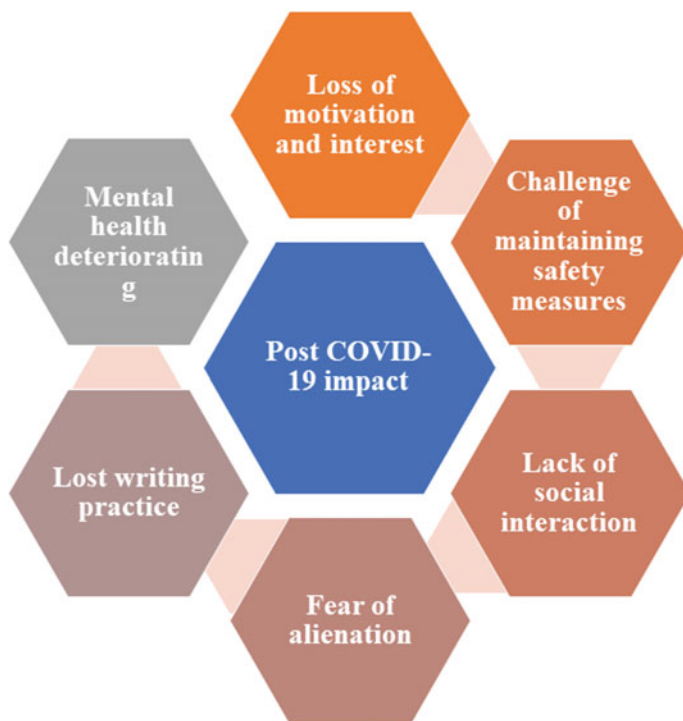 Loss of
motivation
and interest
Challenge
of
maintaining
safety
measures
Lack of
social
interaction
Fear of
alienation
Lost writing
practice
Mental
health
deterioratin
g
Post COVID-
19 impact